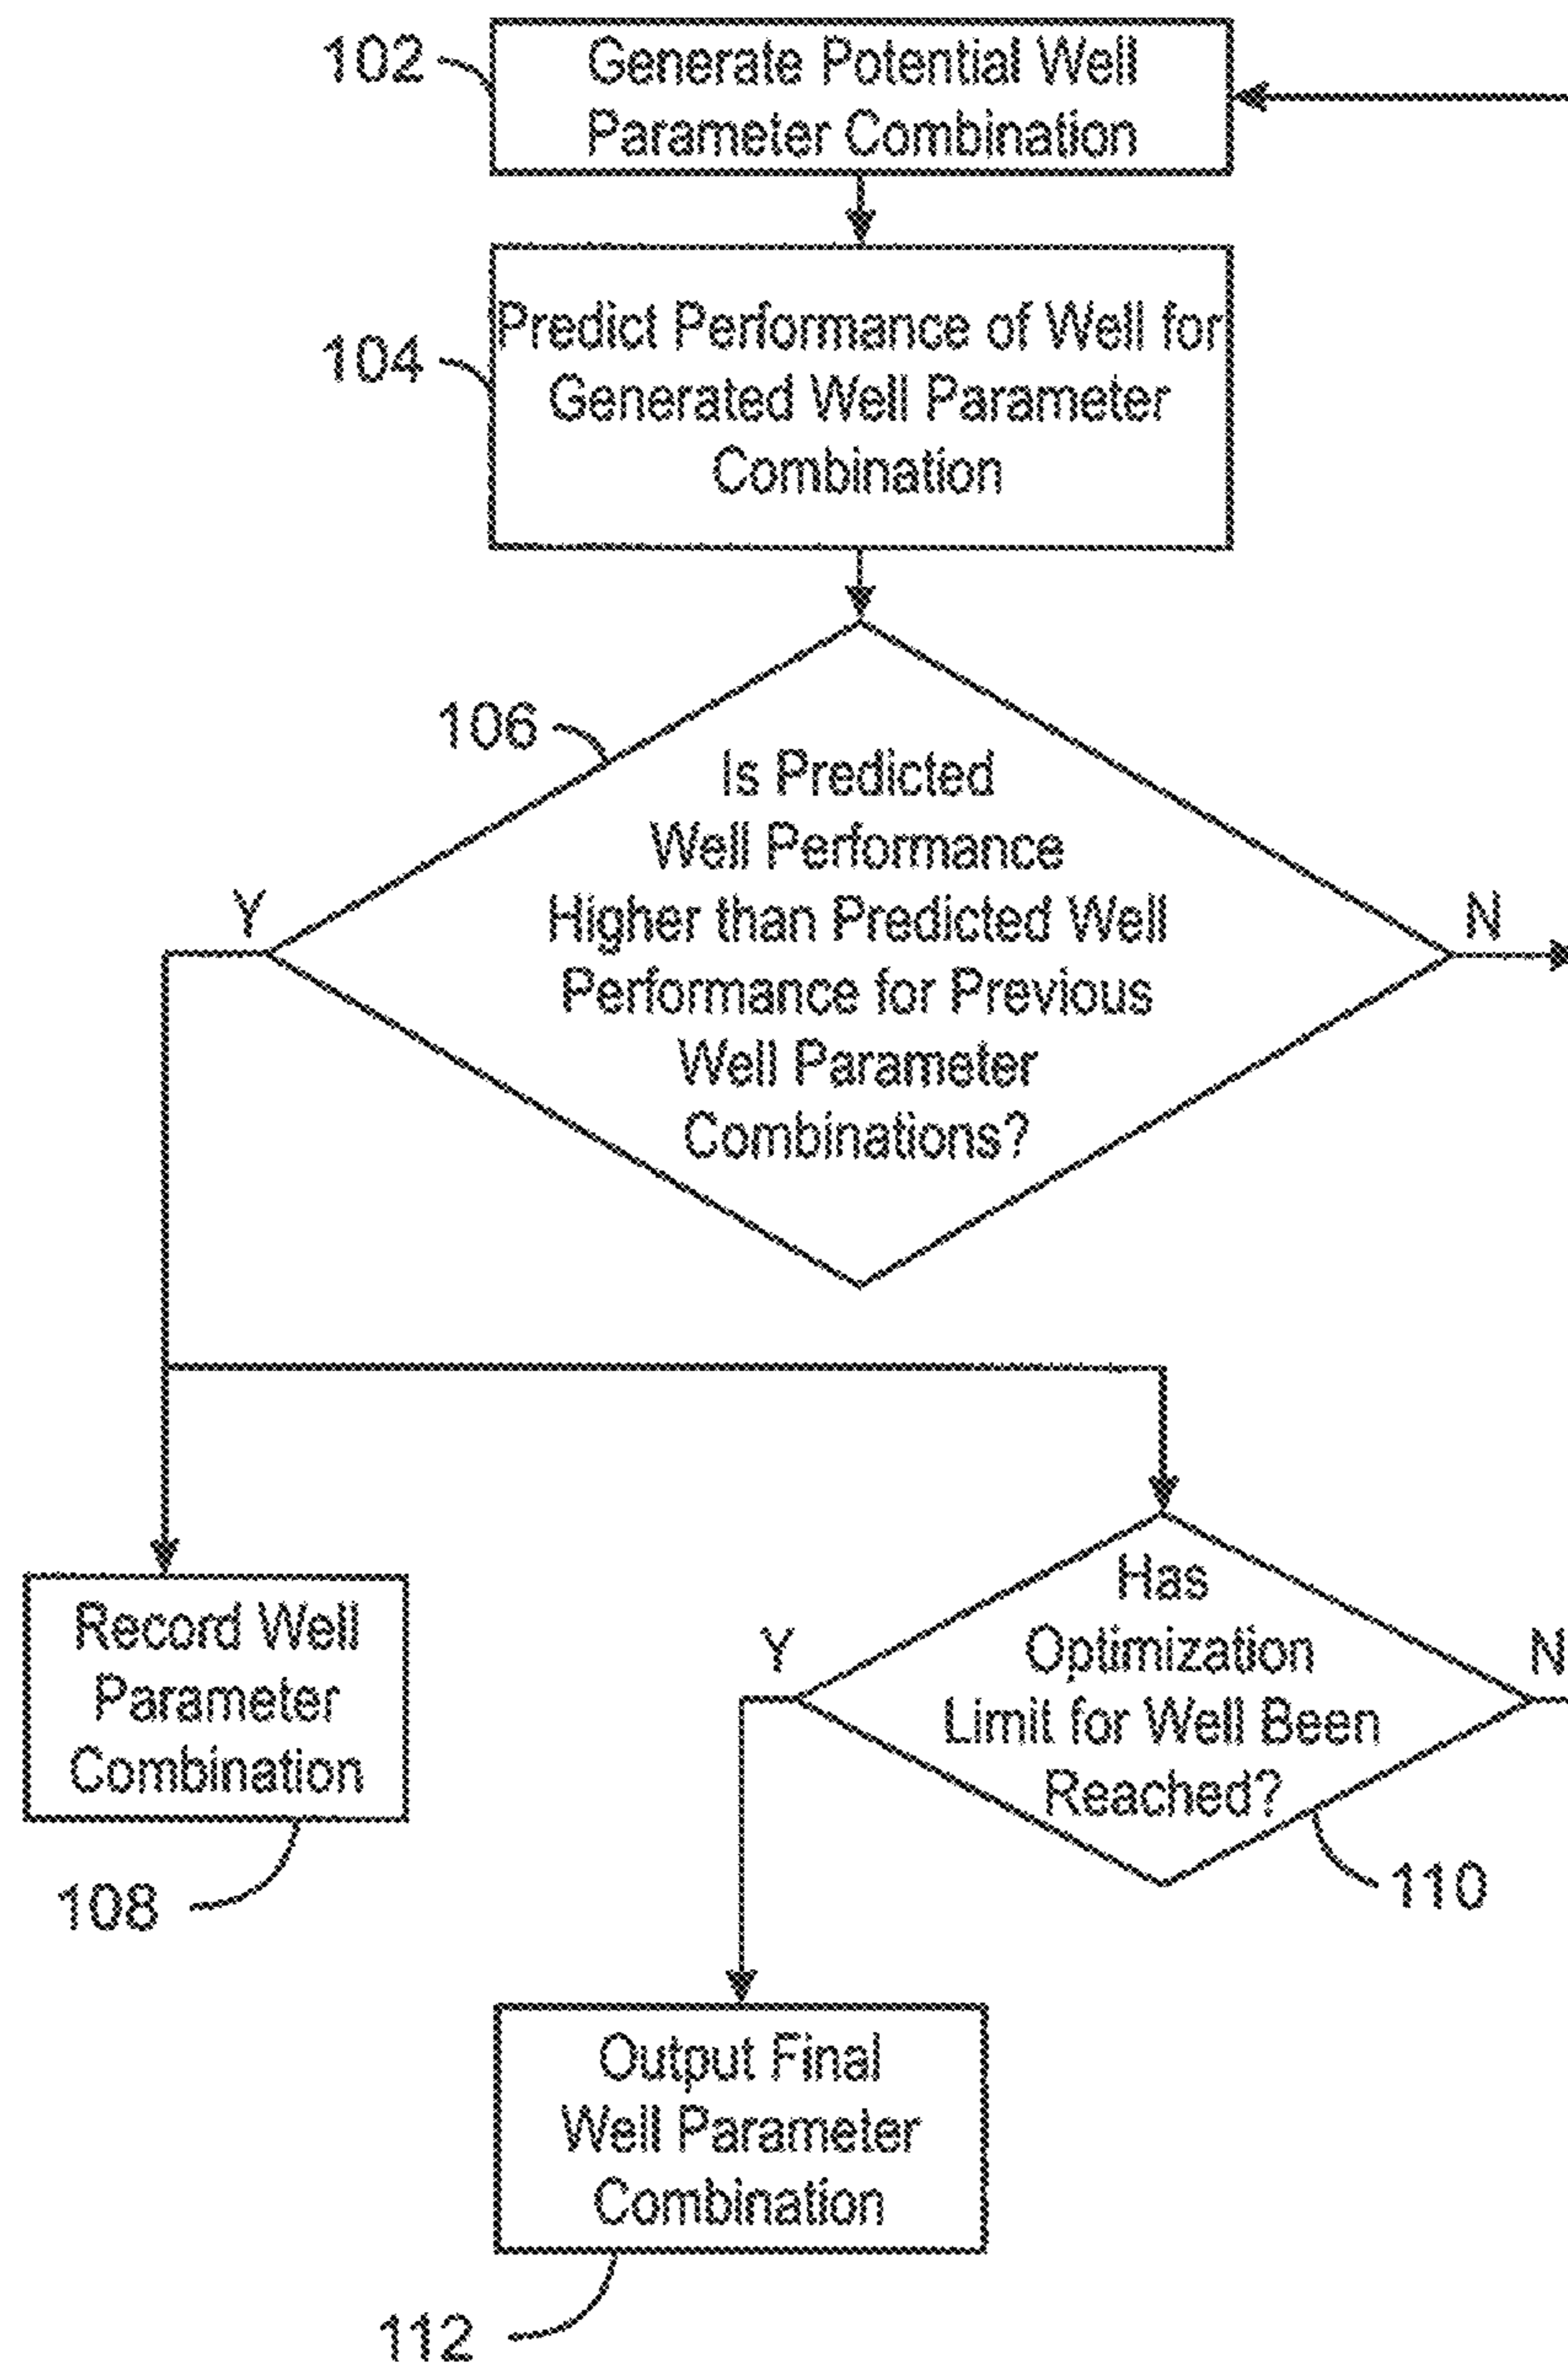 102
Generate Potential Well
Parameter Combination
104
Predict Performance of Well for
Generated Well Parameter
Combination
106
Is Predicted
Well Performance
Higher than Predicted Well
Performance for Previous
Well Parameter
Combinations?
Y
N
Record Well
Parameter
Combination
108
Has
Optimization
Limit for Well Been
Reached?
Y
N
110
Output Final
Well Parameter
Combination
112